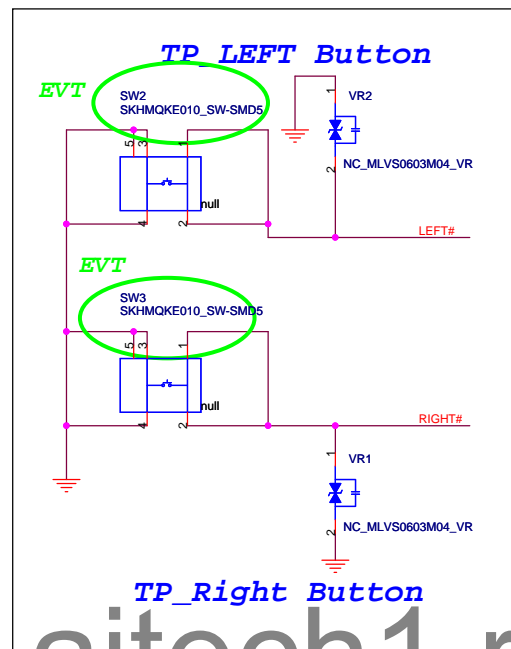 TP_LEFT Button
EVT
SW2
SKHMQKE010_SW-SMD5
1
VR2
5
3
1
NC_MLVS0603M04_VR
2
null
4
2
LEFT#
EVT
SW3
SKHMQKE010_SW-SMD5
5
3
1
null
4
2
RIGHT#
1
VR1
NC_MLVS0603M04_VR
2
TP_Right Button